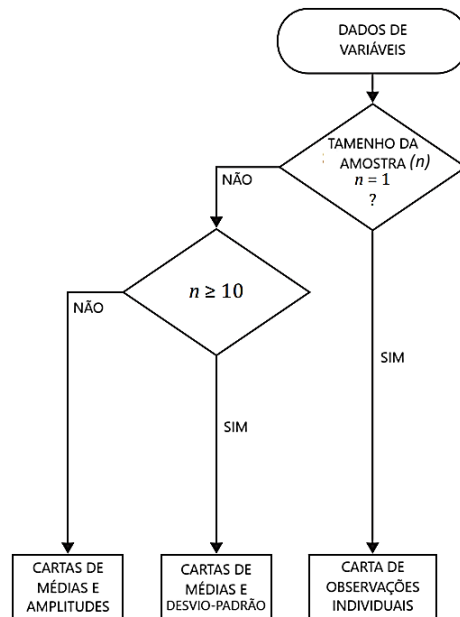 DADOS DE
VARIÁVEIS
TAMENHO DA
AMOSTRA (n)
n = 1
?
NÃO
n ≥ 10
NÃO
SIM
SIM
CARTAS DE
MÉDIAS E
AMPLITUDES
CARTAS DE
MÉDIAS E
DESVIO-PADRÃO
CARTA DE
OBSERVAÇÕES
INDIVIDUAIS